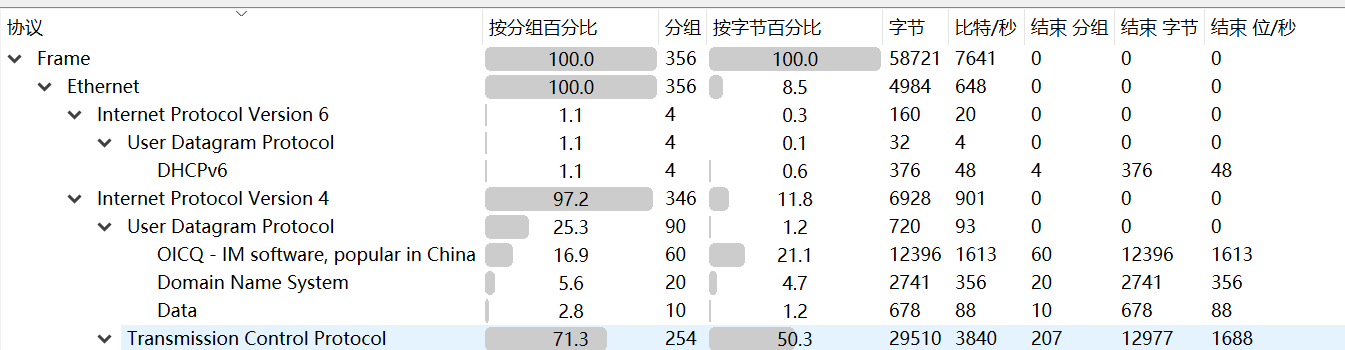 协议 按分组百分比 分组 按字节百分比 字节 比特/秒 结束 分组 结束 字节 结束 位/秒
Frame 100.0 356 100.0 58721 7641 0 0 0
Ethernet 100.0 356 8.5 4984 648 0 0 0
Internet Protocol Version 6 1.1 4 0.3 160 20 0 0 0
User Datagram Protocol 1.1 4 0.1 32 4 0 0 0
DHCPv6 1.1 4 0.6 376 48 4 376 48
Internet Protocol Version 4 97.2 346 11.8 6928 901 0 0 0
User Datagram Protocol 25.3 90 1.2 720 93 0 0 0
OICQ - IM software, popular in China 16.9 60 21.1 12396 1613 60 12396 1613
Domain Name System 5.6 20 4.7 2741 356 20 2741 356
Data 2.8 10 1.2 678 88 10 678 88
Transmission Control Protocol 71.3 254 50.3 29510 3840 207 12977 1688